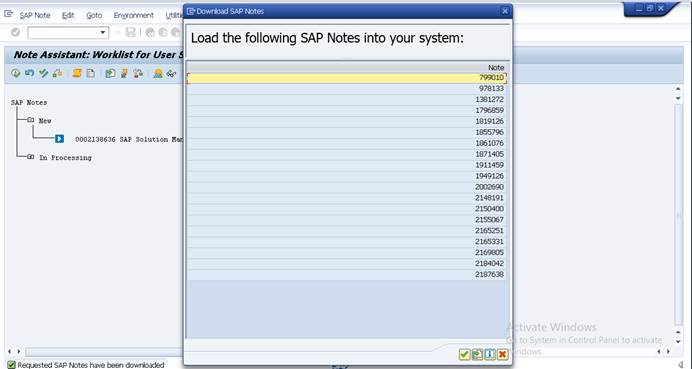 Download SAP Notes
SAP Note Edit Goto Environment Utiliti
Load the following SAP Notes into your system:
Note Assistant: Worklist for User S
Note
799010
978133
1381272
1796859
1819126
1855796
1861076
1871405
1911459
1949126
2002690
2148191
2150400
2155067
2165251
2165331
2169805
2184042
2187638
SAP Notes
New
0002138636 SAP Solution Man
In Processing
Activate Windows
Go to System in Control Panel to activate
Windows.
Requested SAP Notes have been downloaded